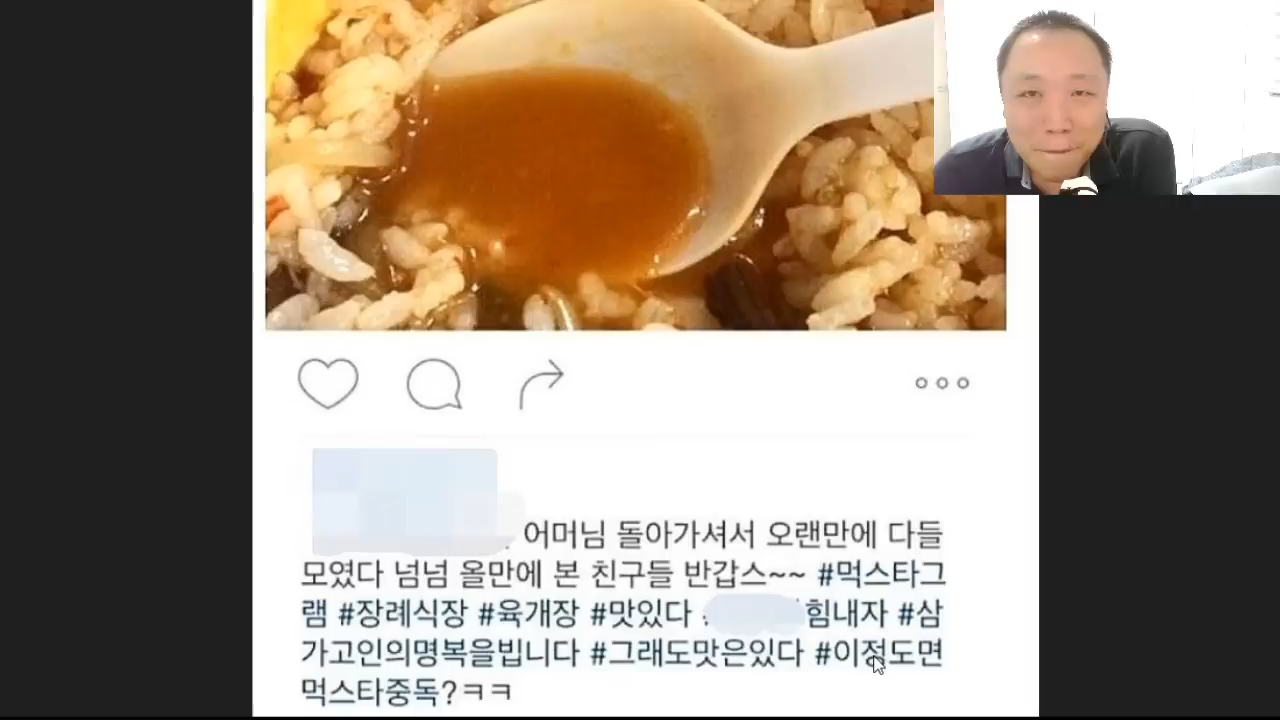 어머님 돌아가셔서 오랜만에 다들
모였다 넘넘 올만에 본 친구들 반갑스~~ #먹스타그
램 #장례식장 #육개장 #맛있다 힘내자 #삼
가고인의명복을빕니다 #그래도맛은있다 #이정도면
먹스타중독?ㅋㅋ